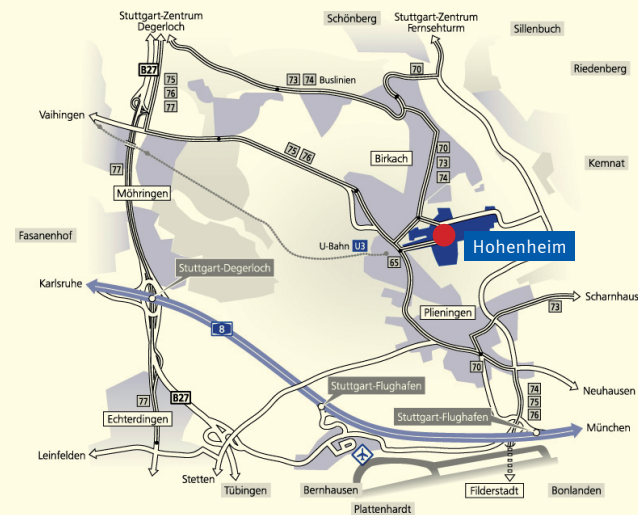 Stuttgart-Zentrum
Degerloch
Schönberg
Stuttgart-Zentrum
Fernsehturm
Sillenbuch
Riedenberg
B27
75
76
77
73 74 Buslinien
70
Vaihingen
75 76
Birkach
70
73
74
Kemnat
77
Möhringen
Fasanenhof
U-Bahn U3
Hohenheim
65
Stuttgart-Degerloch
Karlsruhe
Plieningen
Scharnhaus
73
8
70
Neuhausen
77
B27
74
75
76
Echterdingen
Stuttgart-Flughafen
Stuttgart-Flughafen
München
Leinfelden
Stetten
Tübingen
Bernhausen
Filderstadt
Bonlanden
Plattenhardt